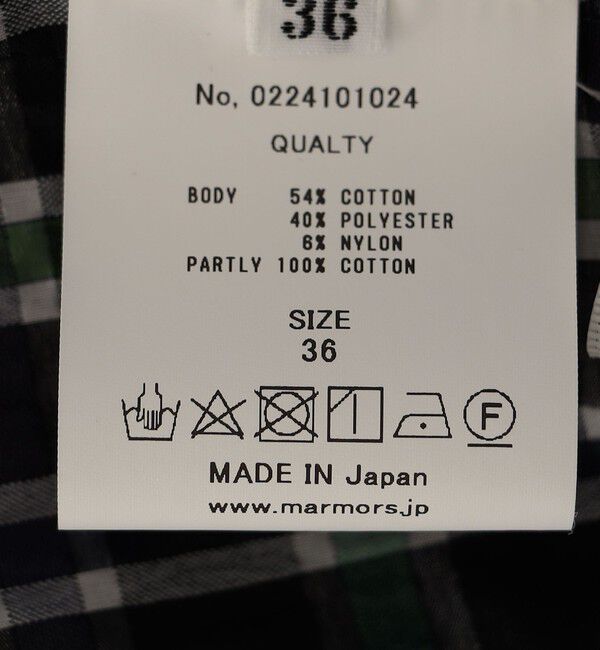 36
No, 0224101024
QUALTY
BODY 54% COTTON
40% POLYESTER
6% NYLON
PARTLY 100% COTTON
SIZE
36
F
MADE IN Japan
www.marmors.jp